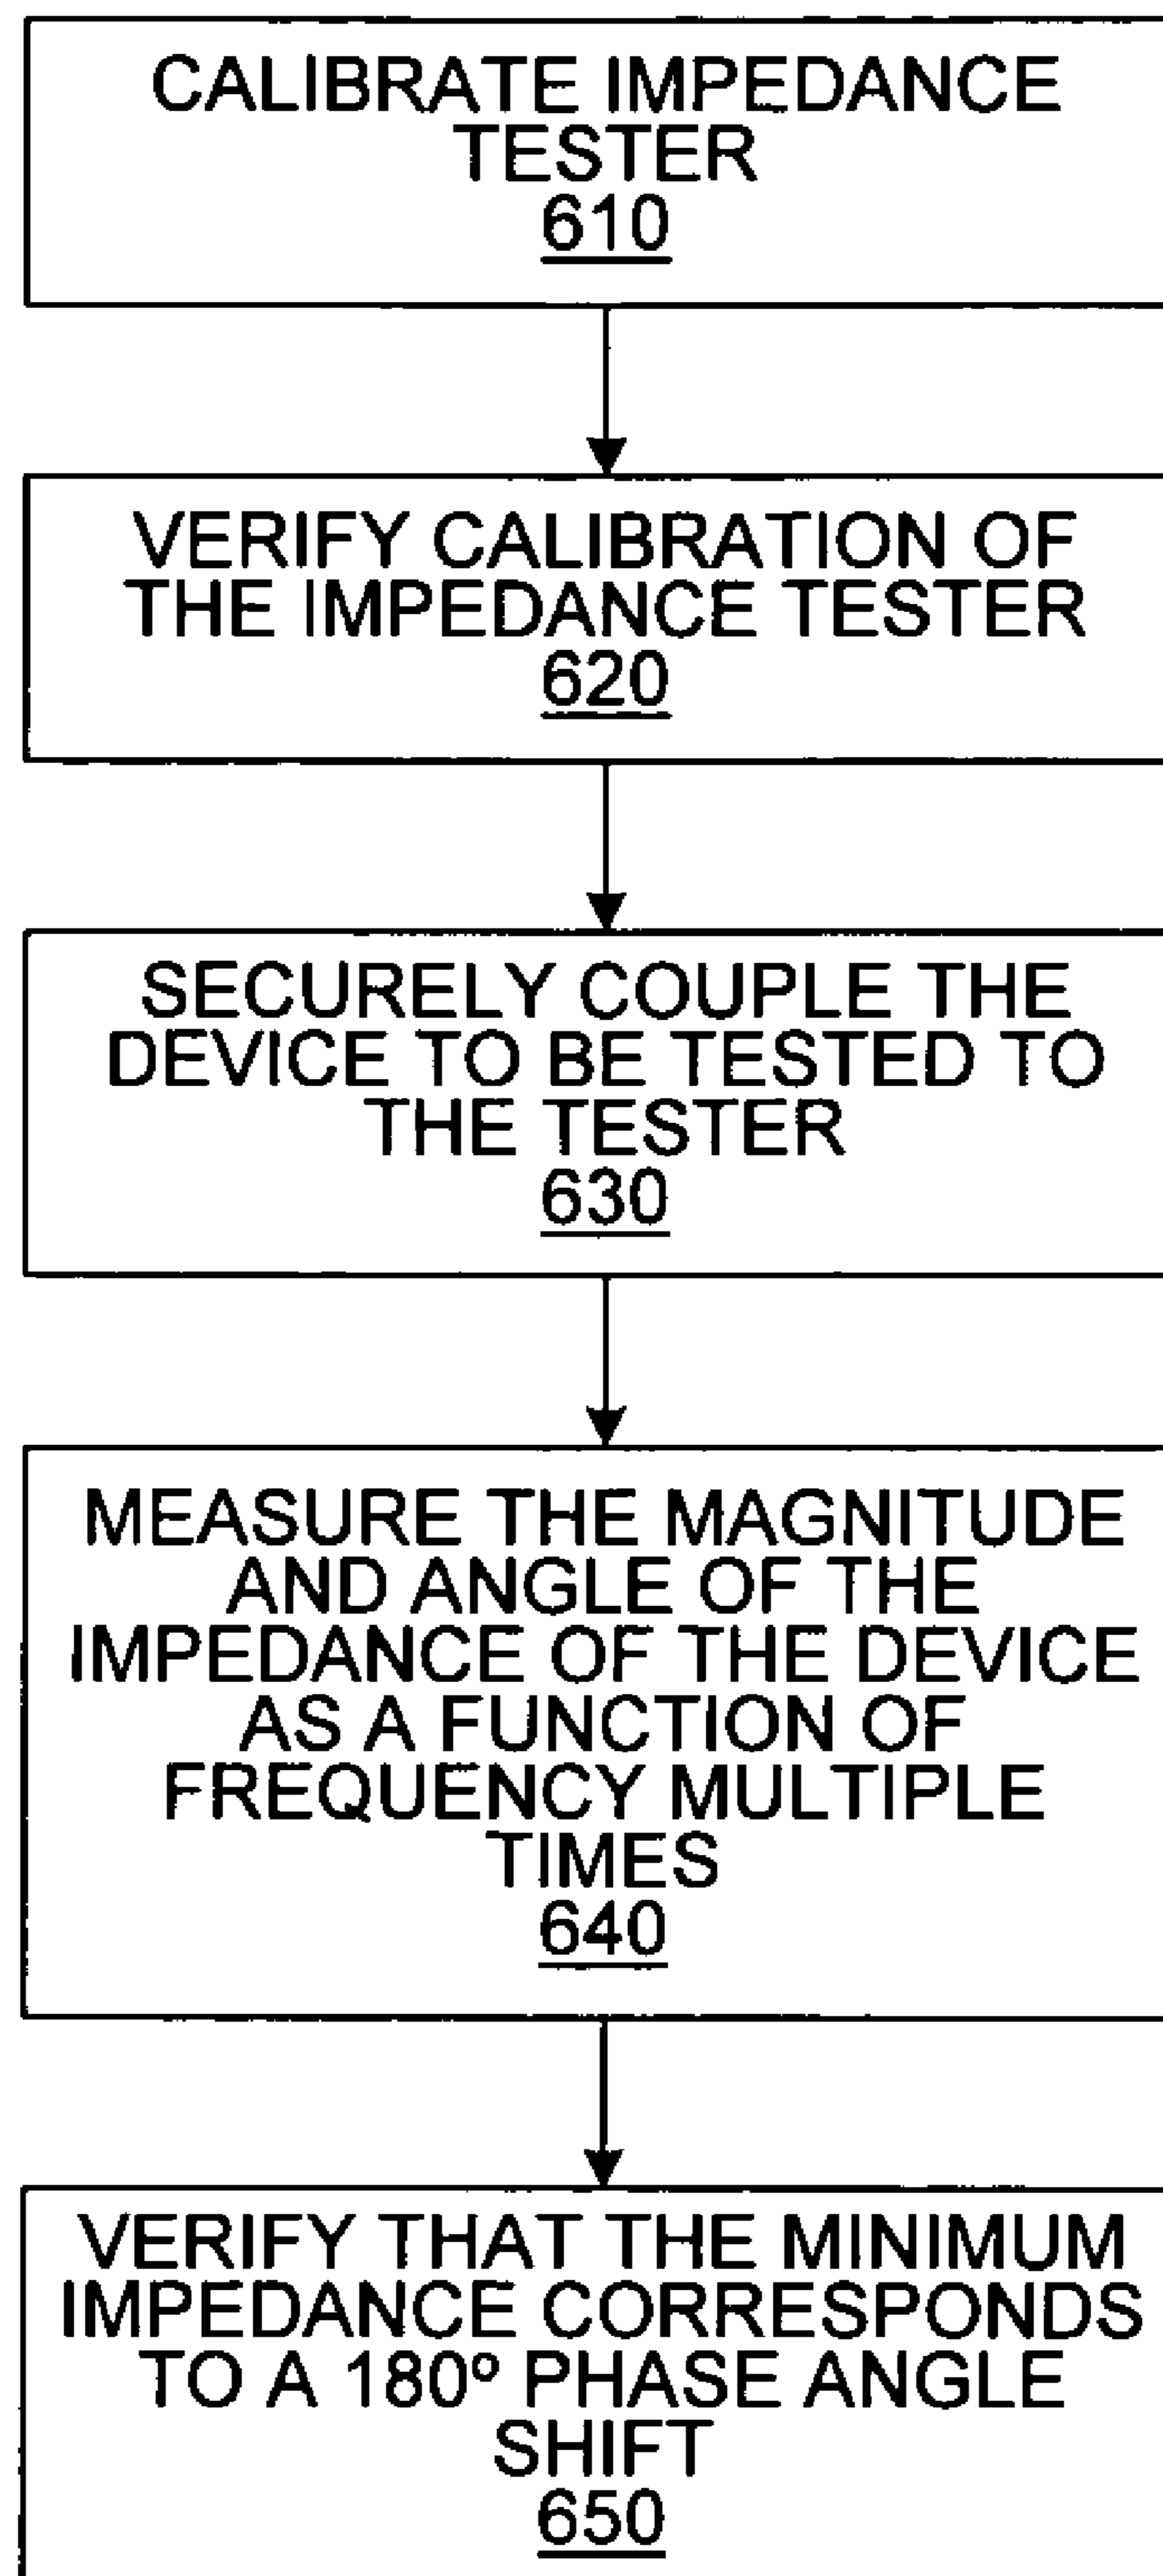 CALIBRATE IMPEDANCE
TESTER
610
VERIFY CALIBRATION OF
THE IMPEDANCE TESTER
620
SECURELY COUPLE THE
DEVICE TO BE TESTED TO
THE TESTER
630
MEASURE THE MAGNITUDE
AND ANGLE OF THE
IMPEDANCE OF THE DEVICE
AS A FUNCTION OF
FREQUENCY MULTIPLE
TIMES
640
VERIFY THAT THE MINIMUM
IMPEDANCE CORRESPONDS
TO A 180º PHASE ANGLE
SHIFT
650